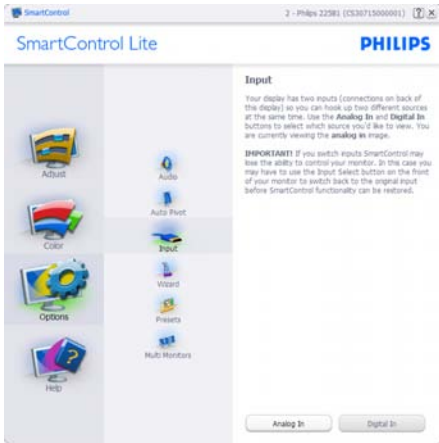 SmartControl
2 - Philips 225B1 (CS30715000001)
SmartControl Lite
PHILIPS
Adjust
Color
Options
Help
Audio
Auto Pivot
Input
Wizard
Presets
Multi Monitors
Input
Your display has two inputs (connections on back of
this display) so you can hook up two different sources
at the same time. Use the Analog In and Digital In
buttons to select which source you'd like to view. You
are currently viewing the analog in image.
IMPORTANT! If you switch inputs SmartControl may
lose the ability to control your monitor. In this case you
may have to use the Input Select button on the front
of your monitor to switch back to the original input
before SmartControl functionality can be restored.
Analog In
Digital In